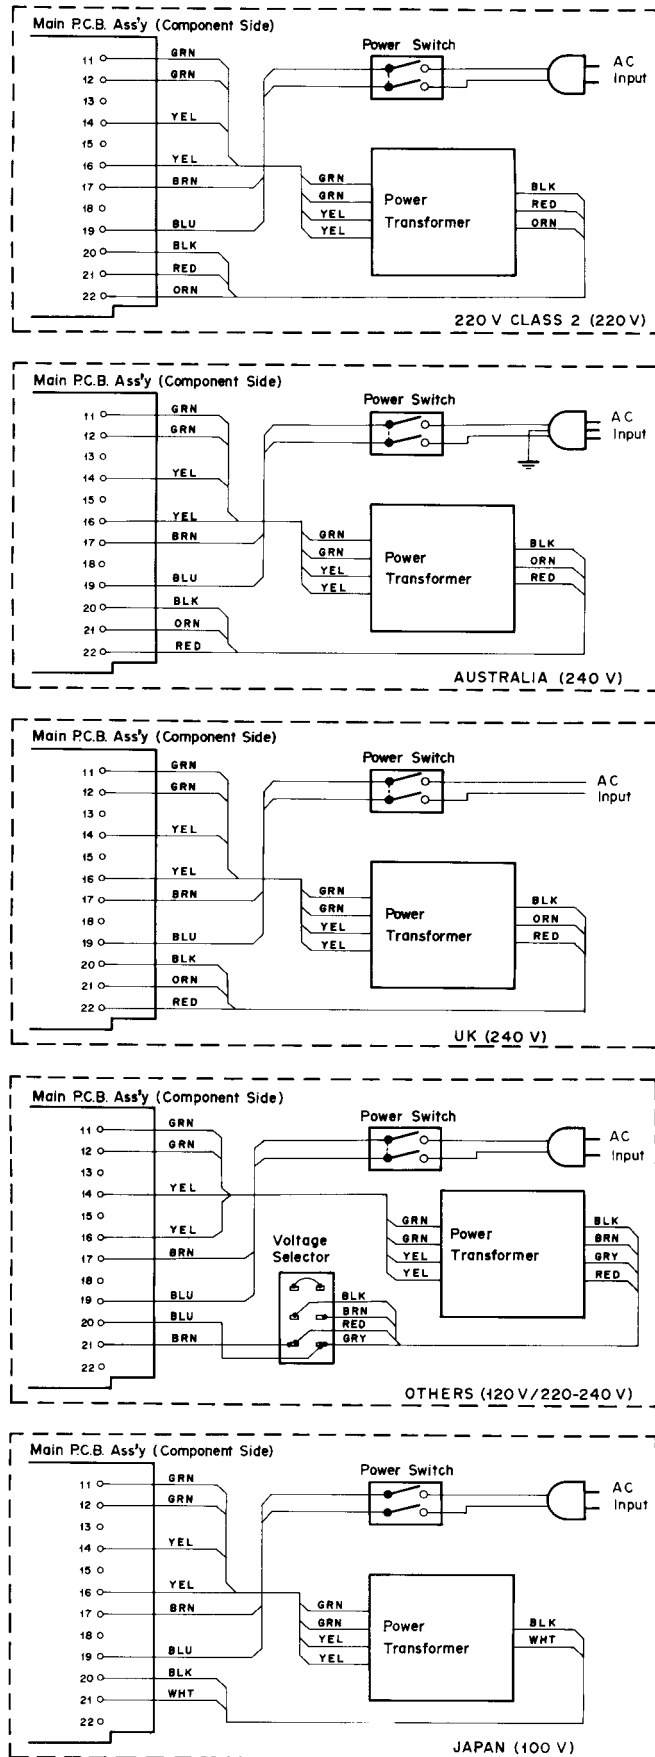 Main P.C.B. Ass'y (Component Side)
Power Switch
AC
Input
11 GRN
12 GRN
13
14 YEL
15
16 YEL
17 BRN
18
19 BLU
20 BLK
21 RED
22 ORN
GRN
GRN
YEL
YEL
Power
Transformer
BLK
RED
ORN
220 V CLASS 2 (220 V)
Main P.C.B. Ass'y (Component Side)
Power Switch
AC
Input
11 GRN
12 GRN
13
14 YEL
15
16 YEL
17 BRN
18
19 BLU
20 BLK
21 ORN
22 RED
GRN
GRN
YEL
YEL
Power
Transformer
BLK
ORN
RED
AUSTRALIA (240 V)
Main P.C.B. Ass'y (Component Side)
Power Switch
AC
Input
11 GRN
12 GRN
13
14 YEL
15
16 YEL
17 BRN
18
19 BLU
20 BLK
21 ORN
22 RED
GRN
GRN
YEL
YEL
Power
Transformer
BLK
ORN
RED
UK (240 V)
Main P.C.B. Ass'y (Component Side)
Power Switch
AC
Input
11 GRN
12 GRN
13
14 YEL
15
16 YEL
17 BRN
18
19 BLU
20 BLU
21 BRN
22
Voltage
Selector
BLK
BRN
RED
GRY
GRN
GRN
YEL
YEL
Power
Transformer
BLK
BRN
GRY
RED
OTHERS (120 V/220-240 V)
Main P.C.B. Ass'y (Component Side)
Power Switch
AC
Input
11 GRN
12 GRN
13
14 YEL
15
16 YEL
17 BRN
18
19 BLU
20 BLK
21 WHT
22
GRN
GRN
YEL
YEL
Power
Transformer
BLK
WHT
JAPAN (100 V)